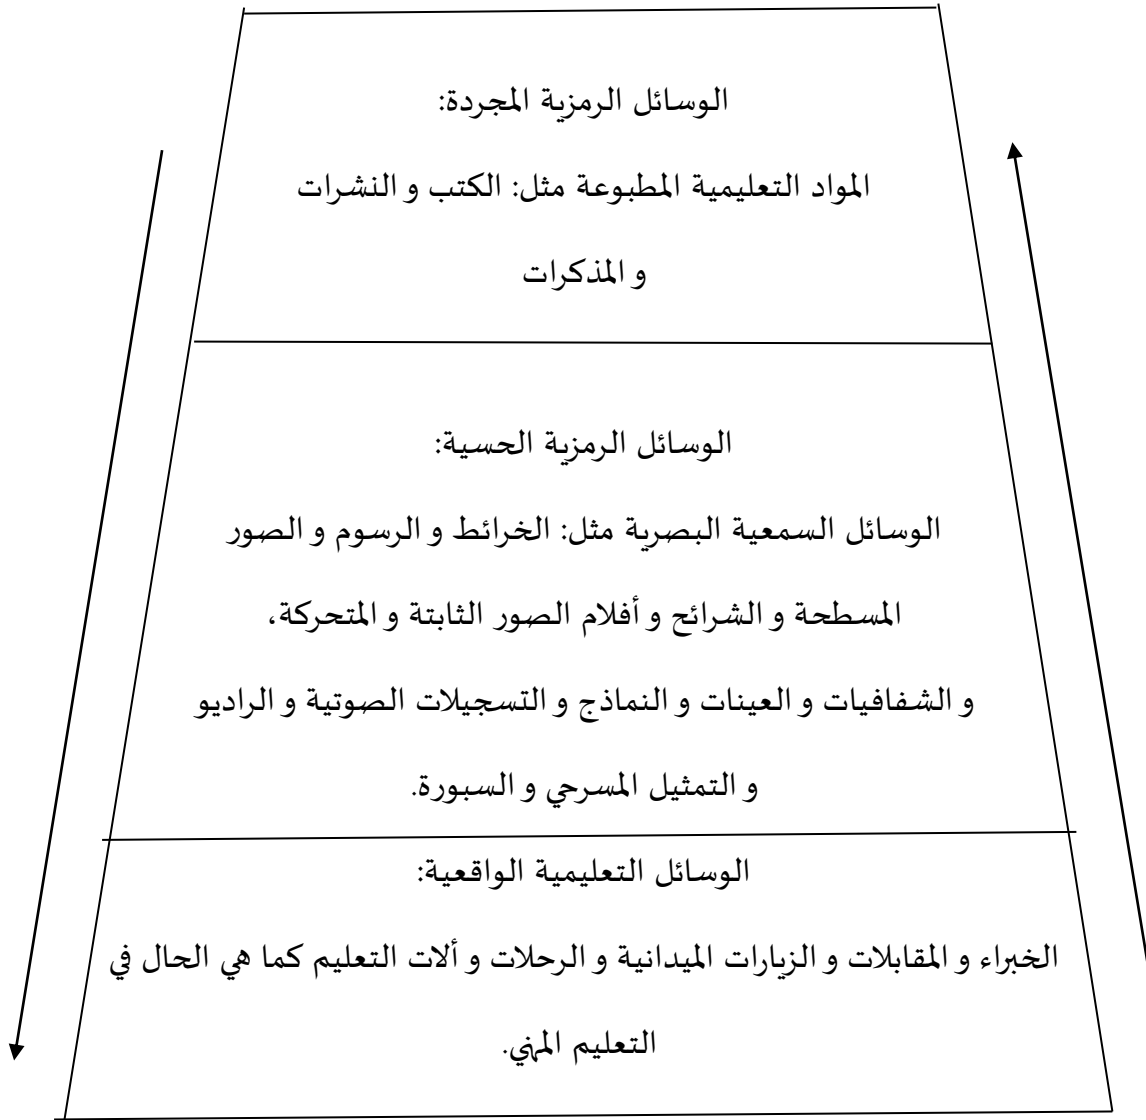 الوسائل الرمزية المجردة:
المواد التعليمية المطبوعة مثل: الكتب و النشرات
و المذكرات
الوسائل الرمزية الحسية:
الوسائل السمعية البصرية مثل: الخرائط و الرسوم و الصور
المسطحة و الشرائح و أفلام الصور الثابتة و المتحركة،
و الشفافيات و العينات و النماذج و التسجيلات الصوتية و الراديو
و التمثيل المسرحي و السبورة.
الوسائل التعليمية الواقعية:
الخبراء و المقابلات و الزيارات الميدانية و الرحلات و ألات التعليم كما هي الحال في
التعليم المهني.